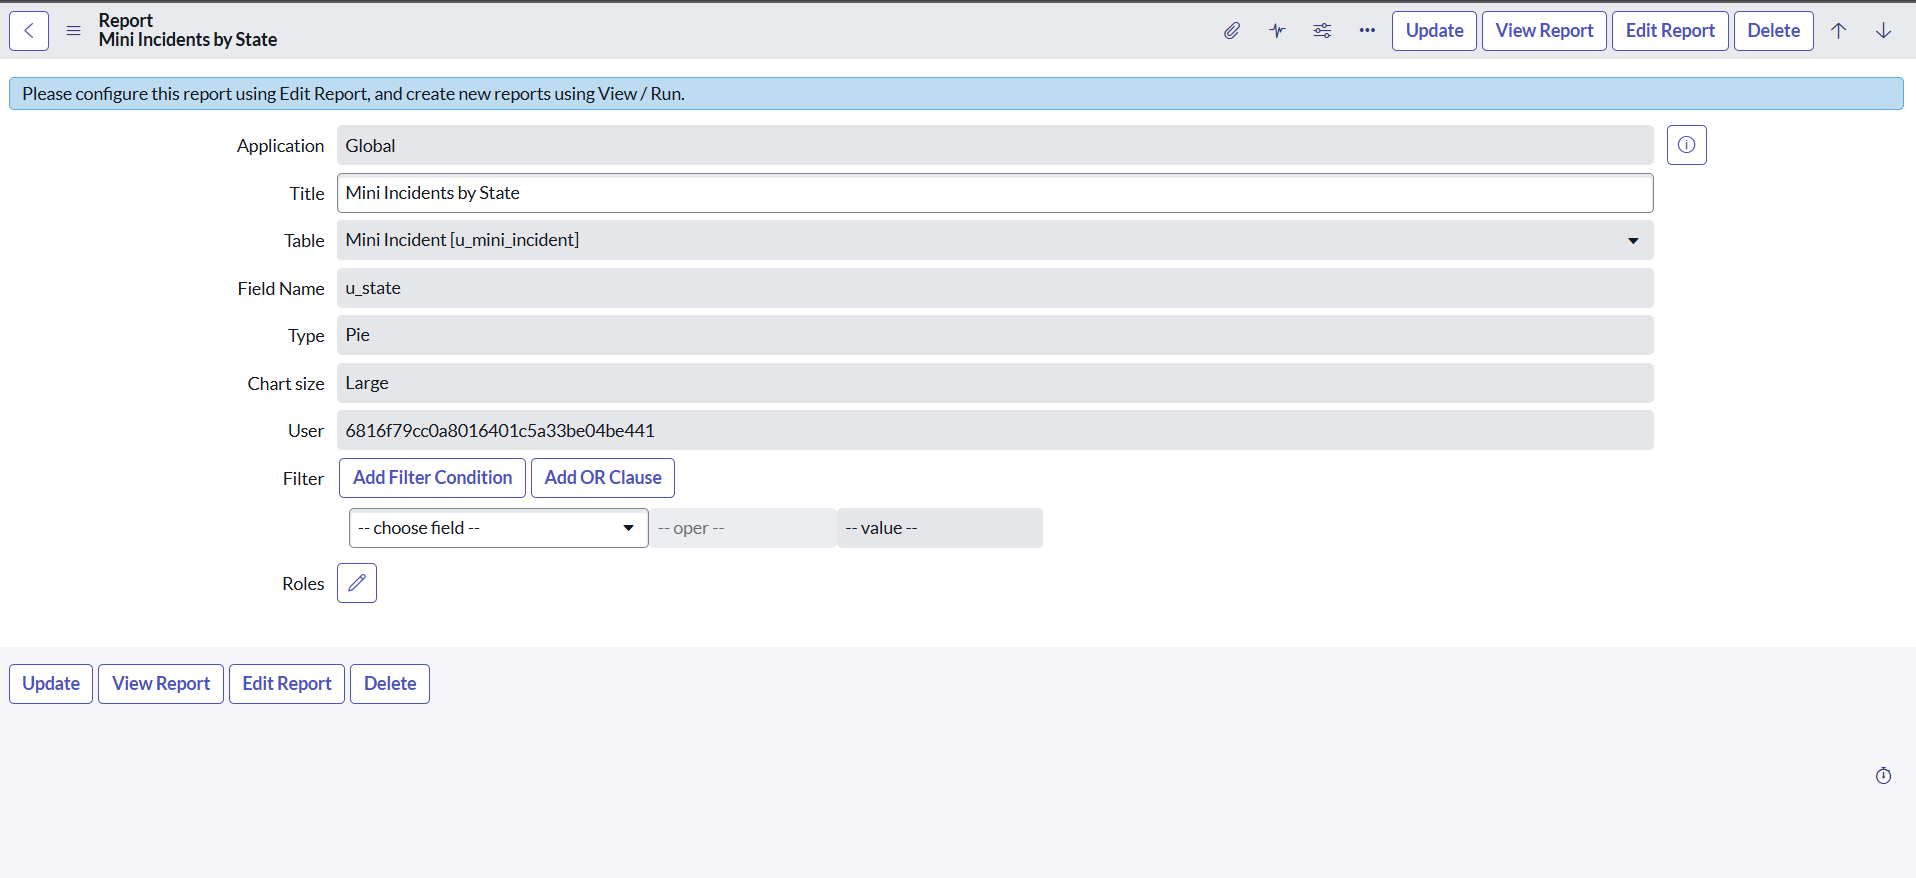 Report
Mini Incidents by State
Update View Report Edit Report Delete
Please configure this report using Edit Report, and create new reports using View / Run.
Application Global
Title Mini Incidents by State
Table Mini Incident [u_mini_incident]
Field Name u_state
Type Pie
Chart size Large
User 6816f79cc0a8016401c5a33be04be441
Filter Add Filter Condition Add OR Clause
-- choose field -- -- oper -- -- value --
Roles
Update View Report Edit Report Delete